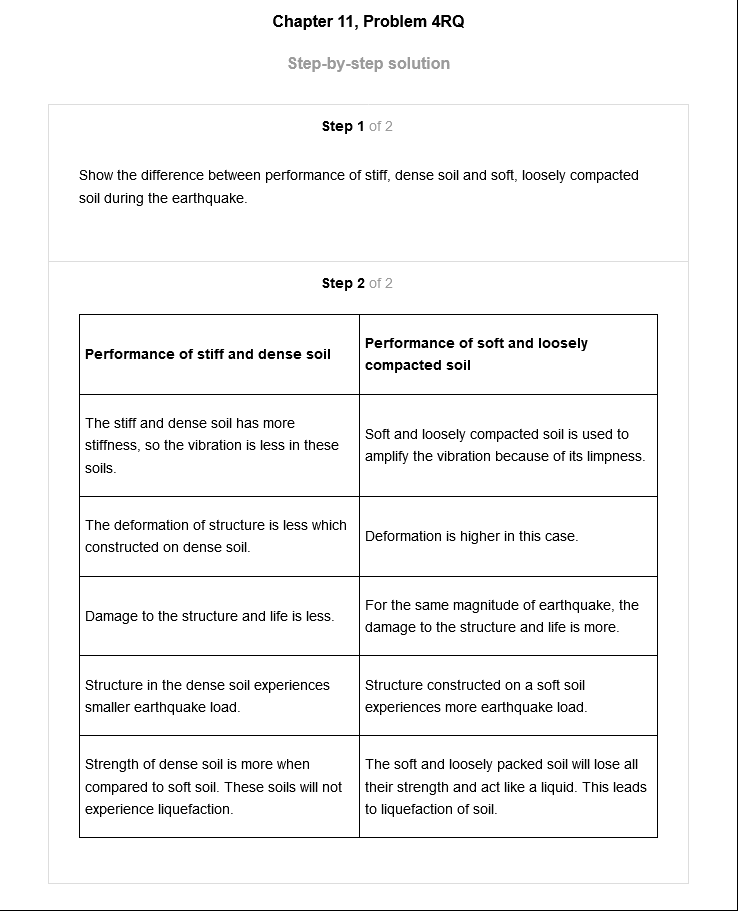 Chapter 11, Problem 4RQ
Step-by-step solution
Step 1 of 2
Show the difference between performance of stiff, dense soil and soft, loosely compacted
soil during the earthquake.
Step 2 of 2
Performance of stiff and dense soil
Performance of soft and loosely
compacted soil
The stiff and dense soil has more
stiffness, so the vibration is less in these
soils.
Soft and loosely compacted soil is used to
amplify the vibration because of its limpness.
The deformation of structure is less which
constructed on dense soil.
Deformation is higher in this case.
Damage to the structure and life is less.
For the same magnitude of earthquake, the
damage to the structure and life is more.
Structure in the dense soil experiences
smaller earthquake load.
Structure constructed on a soft soil
experiences more earthquake load.
Strength of dense soil is more when
compared to soft soil. These soils will not
experience liquefaction.
The soft and loosely packed soil will lose all
their strength and act like a liquid. This leads
to liquefaction of soil.